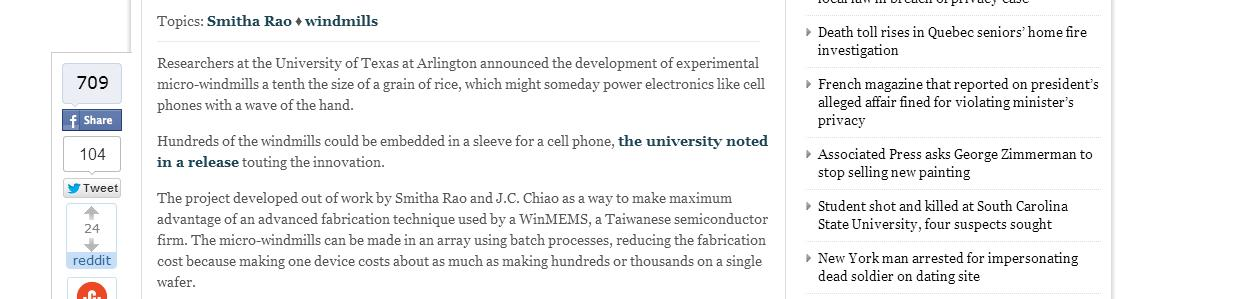 Topics: Smitha Rao ♦ windmills
Researchers at the University of Texas at Arlington announced the development of experimental
micro-windmills a tenth the size of a grain of rice, which might someday power electronics like cell
phones with a wave of the hand.
Hundreds of the windmills could be embedded in a sleeve for a cell phone, the university noted
in a release touting the innovation.
The project developed out of work by Smitha Rao and J.C. Chiao as a way to make maximum
advantage of an advanced fabrication technique used by a WinMEMS, a Taiwanese semiconductor
firm. The micro-windmills can be made in an array using batch processes, reducing the fabrication
cost because making one device costs about as much as making hundreds or thousands on a single
wafer.
709
f Share
104
Tweet
24
reddit
local law in breach of privacy case
Death toll rises in Quebec seniors' home fire
investigation
French magazine that reported on president's
alleged affair fined for violating minister's
privacy
Associated Press asks George Zimmerman to
stop selling new painting
Student shot and killed at South Carolina
State University, four suspects sought
New York man arrested for impersonating
dead soldier on dating site